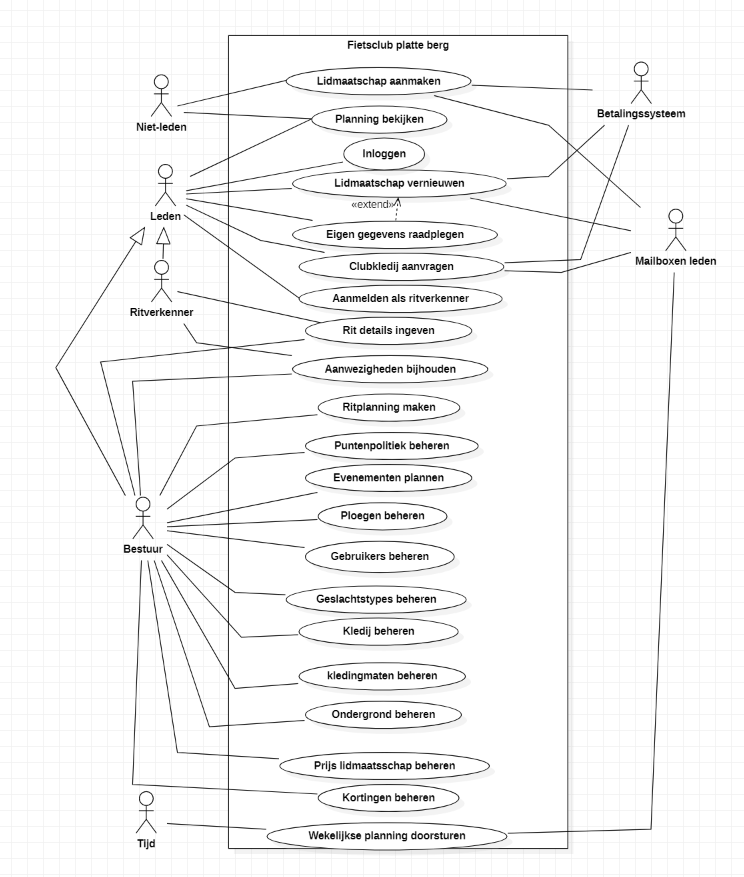 Fietsclub platte berg
Lidmaatschap aanmaken
Betalingssysteem
Planning bekijken
Niet-leden
Inloggen
Lidmaatschap vernieuwen
«extend»
Leden
Eigen gegevens raadplegen
Clubkledij aanvragen
Mailboxen leden
Aanmelden als ritverkenner
Ritverkenner
Rit details ingeven
Aanwezigheden bijhouden
Ritplanning maken
Puntenpolitiek beheren
Evenementen plannen
Ploegen beheren
Bestuur
Gebruikers beheren
Geslachtstypes beheren
Kledij beheren
kledingmaten beheren
Ondergrond beheren
Prijs lidmaatsschap beheren
Kortingen beheren
Wekelijkse planning doorsturen
Tijd